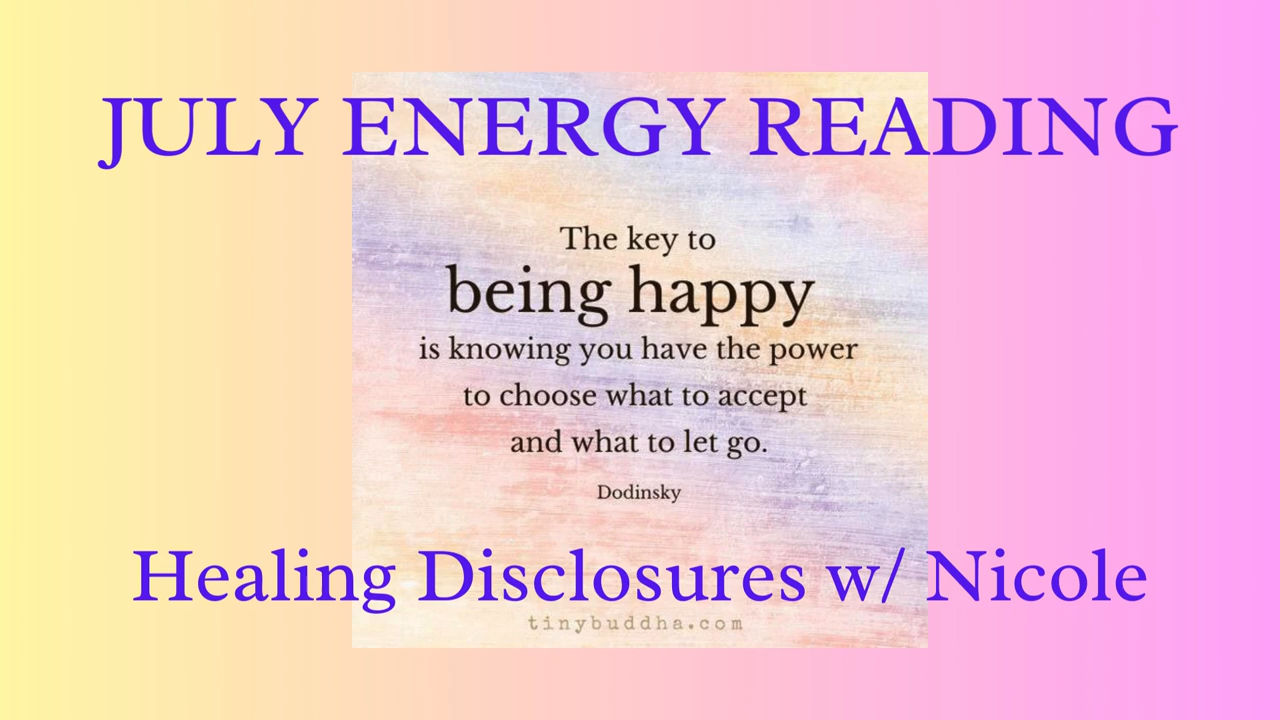 JULY ENERGY READING
The key to
being happy
is knowing you have the power
to choose what to accept
and what to let go.
Dodinsky
Healing Disclosures w/ Nicole
tinybuddha.com